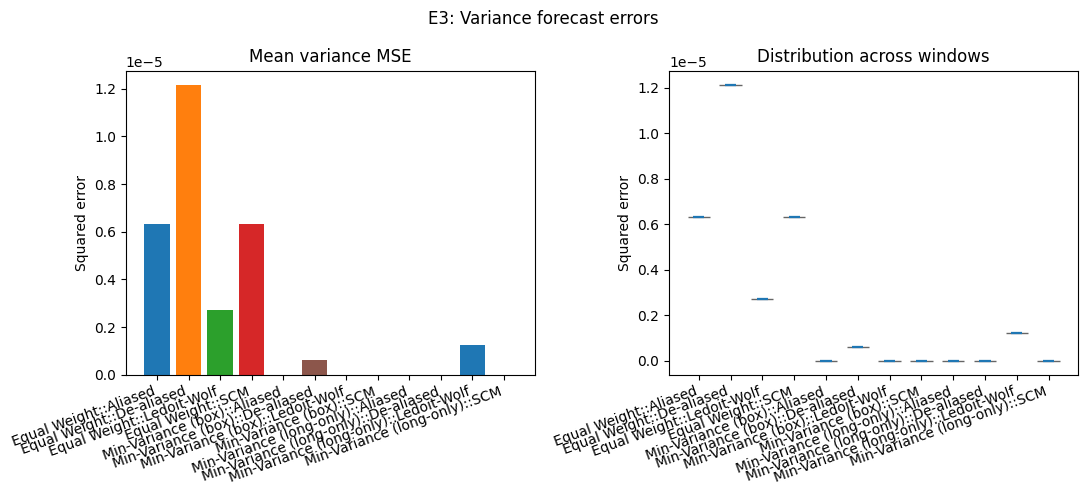 E3: Variance forecast errors
Mean variance MSE
1e−5
1.2
1.0
0.8
0.6
0.4
0.2
0.0
Squared error
Equal Weight::Aliased
Equal Weight::De-aliased
Equal Weight::Ledoit-Wolf
Equal Weight::SCM
Min-Variance (box)::Aliased
Min-Variance (box)::De-aliased
Min-Variance (box)::Ledoit-Wolf
Min-Variance (box)::SCM
Min-Variance (long-only)::Aliased
Min-Variance (long-only)::De-aliased
Min-Variance (long-only)::Ledoit-Wolf
Min-Variance (long-only)::SCM
Distribution across windows
1e−5
1.2
1.0
0.8
0.6
0.4
0.2
0.0
Squared error
Equal Weight::Aliased
Equal Weight::De-aliased
Equal Weight::Ledoit-Wolf
Equal Weight::SCM
Min-Variance (box)::Aliased
Min-Variance (box)::De-aliased
Min-Variance (box)::Ledoit-Wolf
Min-Variance (box)::SCM
Min-Variance (long-only)::Aliased
Min-Variance (long-only)::De-aliased
Min-Variance (long-only)::Ledoit-Wolf
Min-Variance (long-only)::SCM